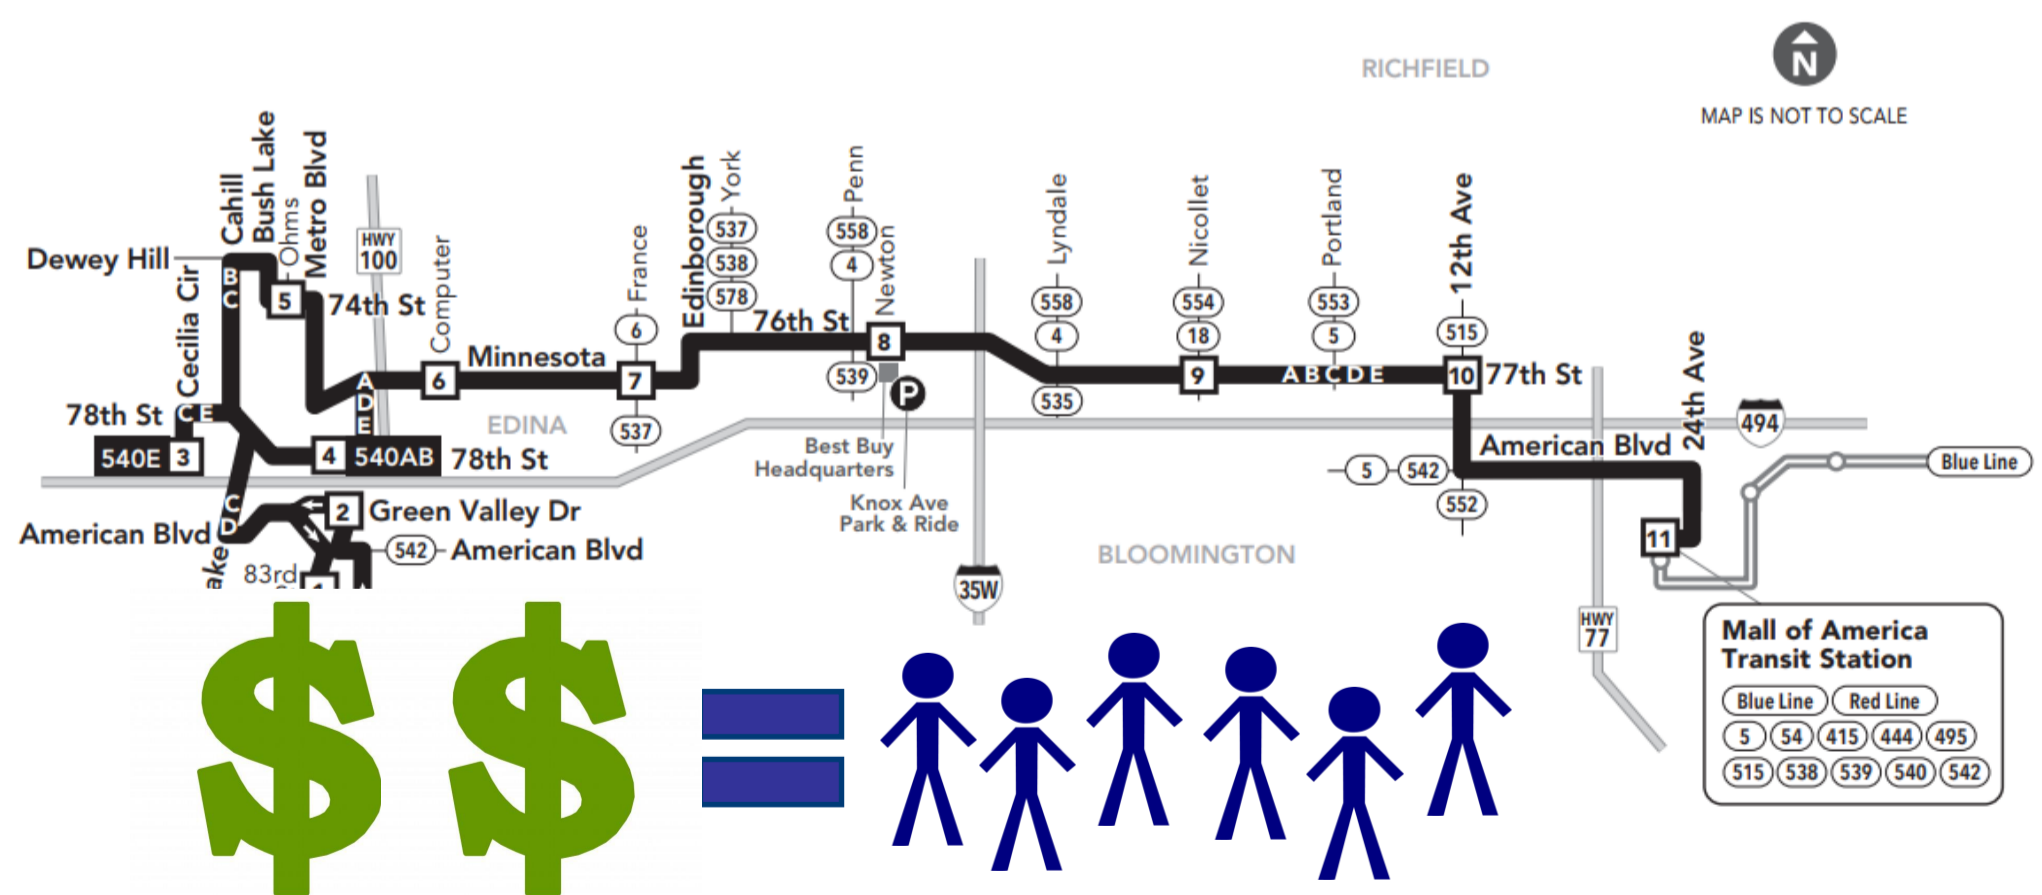 RICHFIELD
N
MAP IS NOT TO SCALE
Cahill
Bush Lake
Ohms
Metro Blvd
HWY
100
Computer
France
6
Edinborough
York
537
538
578
Penn
558
4
Newton
Lyndale
558
4
Nicollet
554
18
Portland
553
5
12th Ave
515
24th Ave
Dewey Hill
Cecilia Cir
B
C
5
74th St
76th St
8
Minnesota
A
D
E
6
7
9
A B C D E
10
77th St
539
P
535
537
EDINA
78th St
C E
540E
3
4
540AB
78th St
Best Buy
Headquarters
Knox Ave
Park & Ride
494
American Blvd
5
542
552
Blue Line
C
D
American Blvd
2
Green Valley Dr
542
American Blvd
ake
83rd
BLOOMINGTON
35W
11
HWY
77
Mall of America
Transit Station
Blue Line
Red Line
5
54
415
444
495
515
538
539
540
542
$ $ =